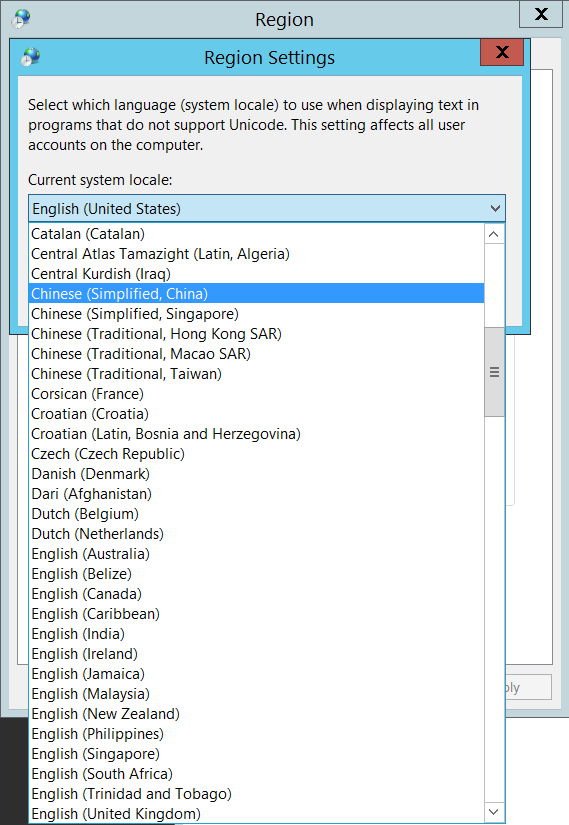 Region
Region Settings
Select which language (system locale) to use when displaying text in
programs that do not support Unicode. This setting affects all user
accounts on the computer.
Current system locale:
English (United States)
Catalan (Catalan)
Central Atlas Tamazight (Latin, Algeria)
Central Kurdish (Iraq)
Chinese (Simplified, China)
Chinese (Simplified, Singapore)
Chinese (Traditional, Hong Kong SAR)
Chinese (Traditional, Macao SAR)
Chinese (Traditional, Taiwan)
Corsican (France)
Croatian (Croatia)
Croatian (Latin, Bosnia and Herzegovina)
Czech (Czech Republic)
Danish (Denmark)
Dari (Afghanistan)
Dutch (Belgium)
Dutch (Netherlands)
English (Australia)
English (Belize)
English (Canada)
English (Caribbean)
English (India)
English (Ireland)
English (Jamaica)
English (Malaysia)
English (New Zealand)
English (Philippines)
English (Singapore)
English (South Africa)
English (Trinidad and Tobago)
English (United Kingdom)